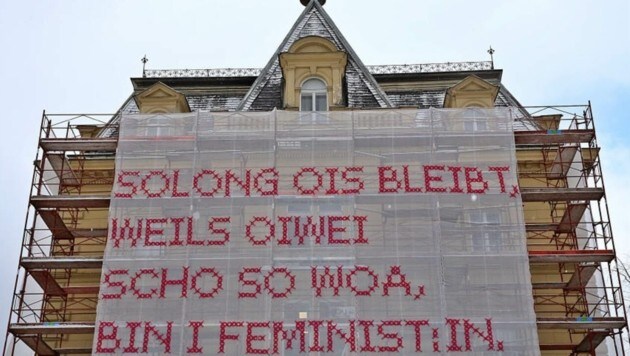 SOLONG OIS BLEIBT,
WEILS OIWEI
SCHO SO WOA,
BIN I FEMINIST:IN.